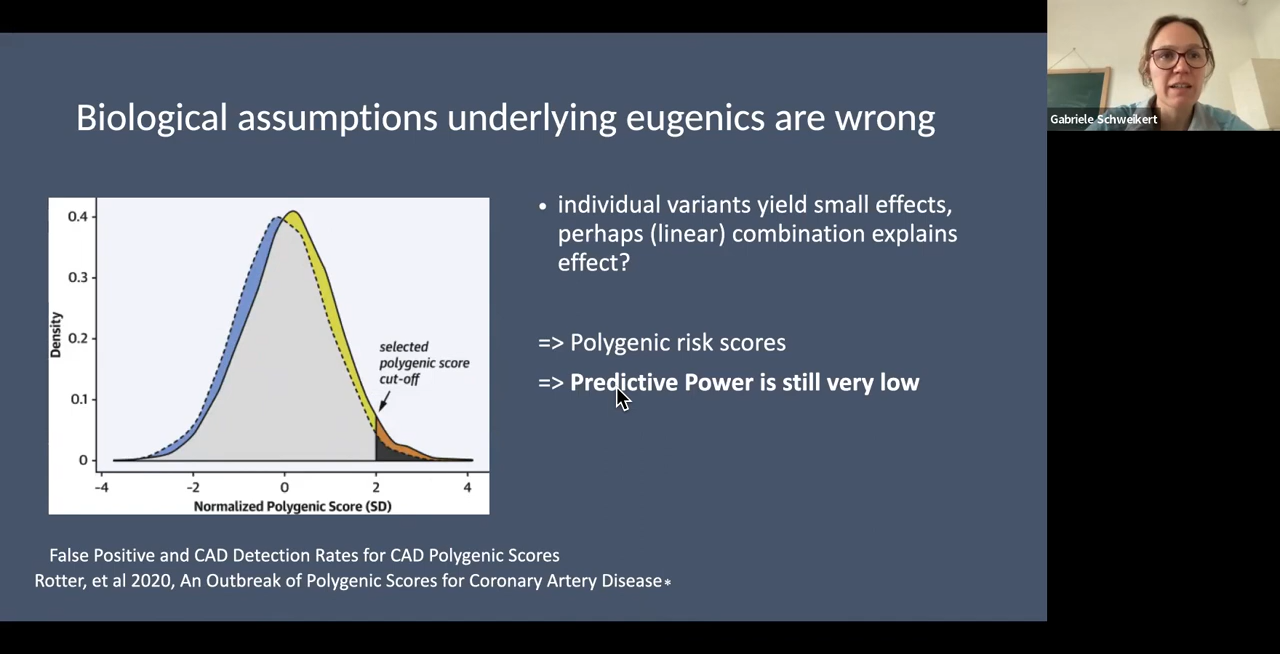 Biological assumptions underlying eugenics are wrong
0.4
0.3
0.2
0.1
0
Density
selected
polygenic score
cut-off
-4
-2
0
2
4
Normalized Polygenic Score (SD)
• individual variants yield small effects,
perhaps (linear) combination explains
effect?
=> Polygenic risk scores
=> Predictive Power is still very low
False Positive and CAD Detection Rates for CAD Polygenic Scores
Rotter, et al 2020, An Outbreak of Polygenic Scores for Coronary Artery Disease*
Gabriele Schweikert